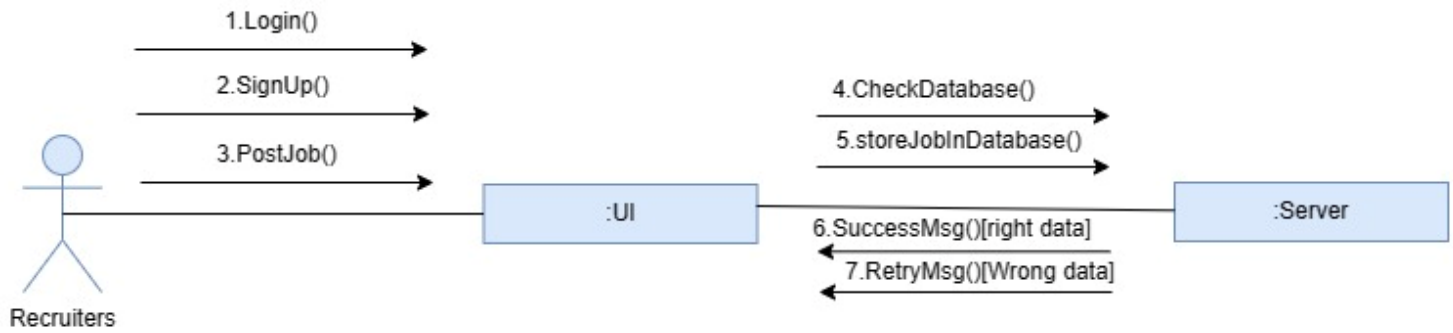 1.Login()
2.SignUp()
3.PostJob()
4.CheckDatabase()
5.storeJobInDatabase()
:UI
:Server
6.SuccessMsg()[right data]
7.RetryMsg()[Wrong data]
Recruiters